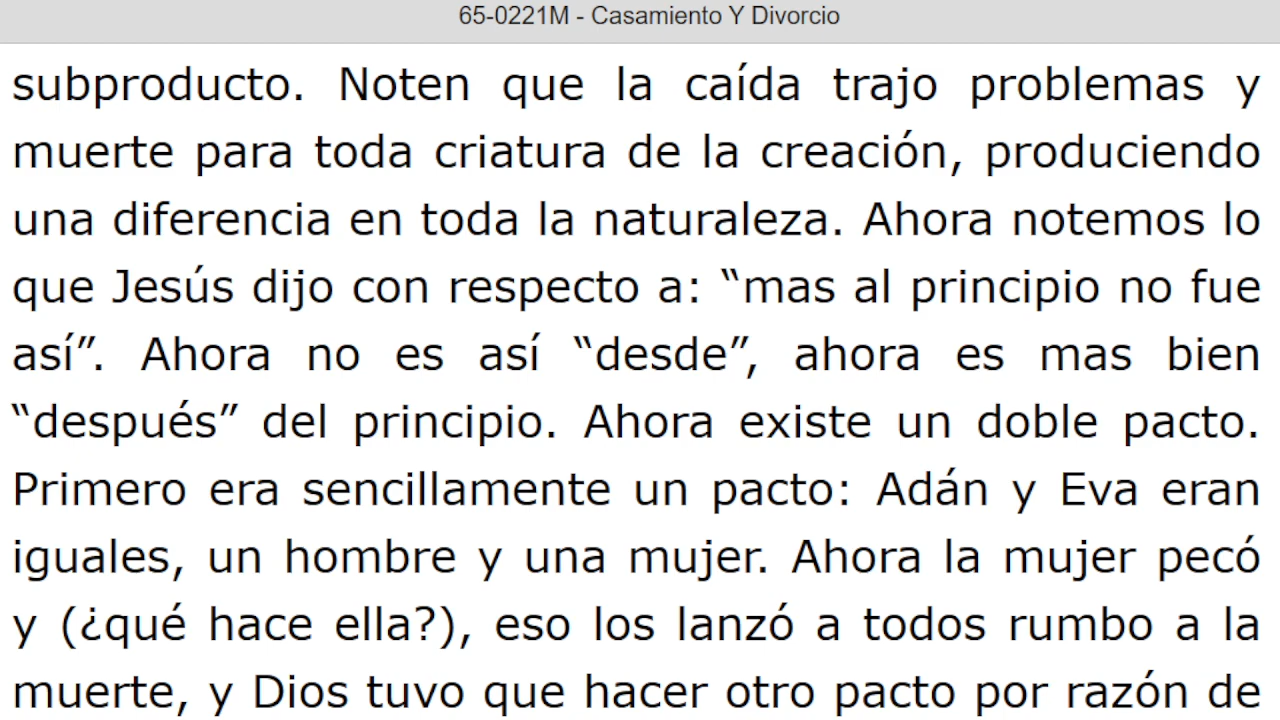 65-0221M - Casamiento Y Divorcio
subproducto. Noten que la caída trajo problemas y
muerte para toda criatura de la creación, produciendo
una diferencia en toda la naturaleza. Ahora notemos lo
que Jesús dijo con respecto a: “mas al principio no fue
así”. Ahora no es así “desde”, ahora es mas bien
“después” del principio. Ahora existe un doble pacto.
Primero era sencillamente un pacto: Adán y Eva eran
iguales, un hombre y una mujer. Ahora la mujer pecó
y (¿qué hace ella?), eso los lanzó a todos rumbo a la
muerte, y Dios tuvo que hacer otro pacto por razón de